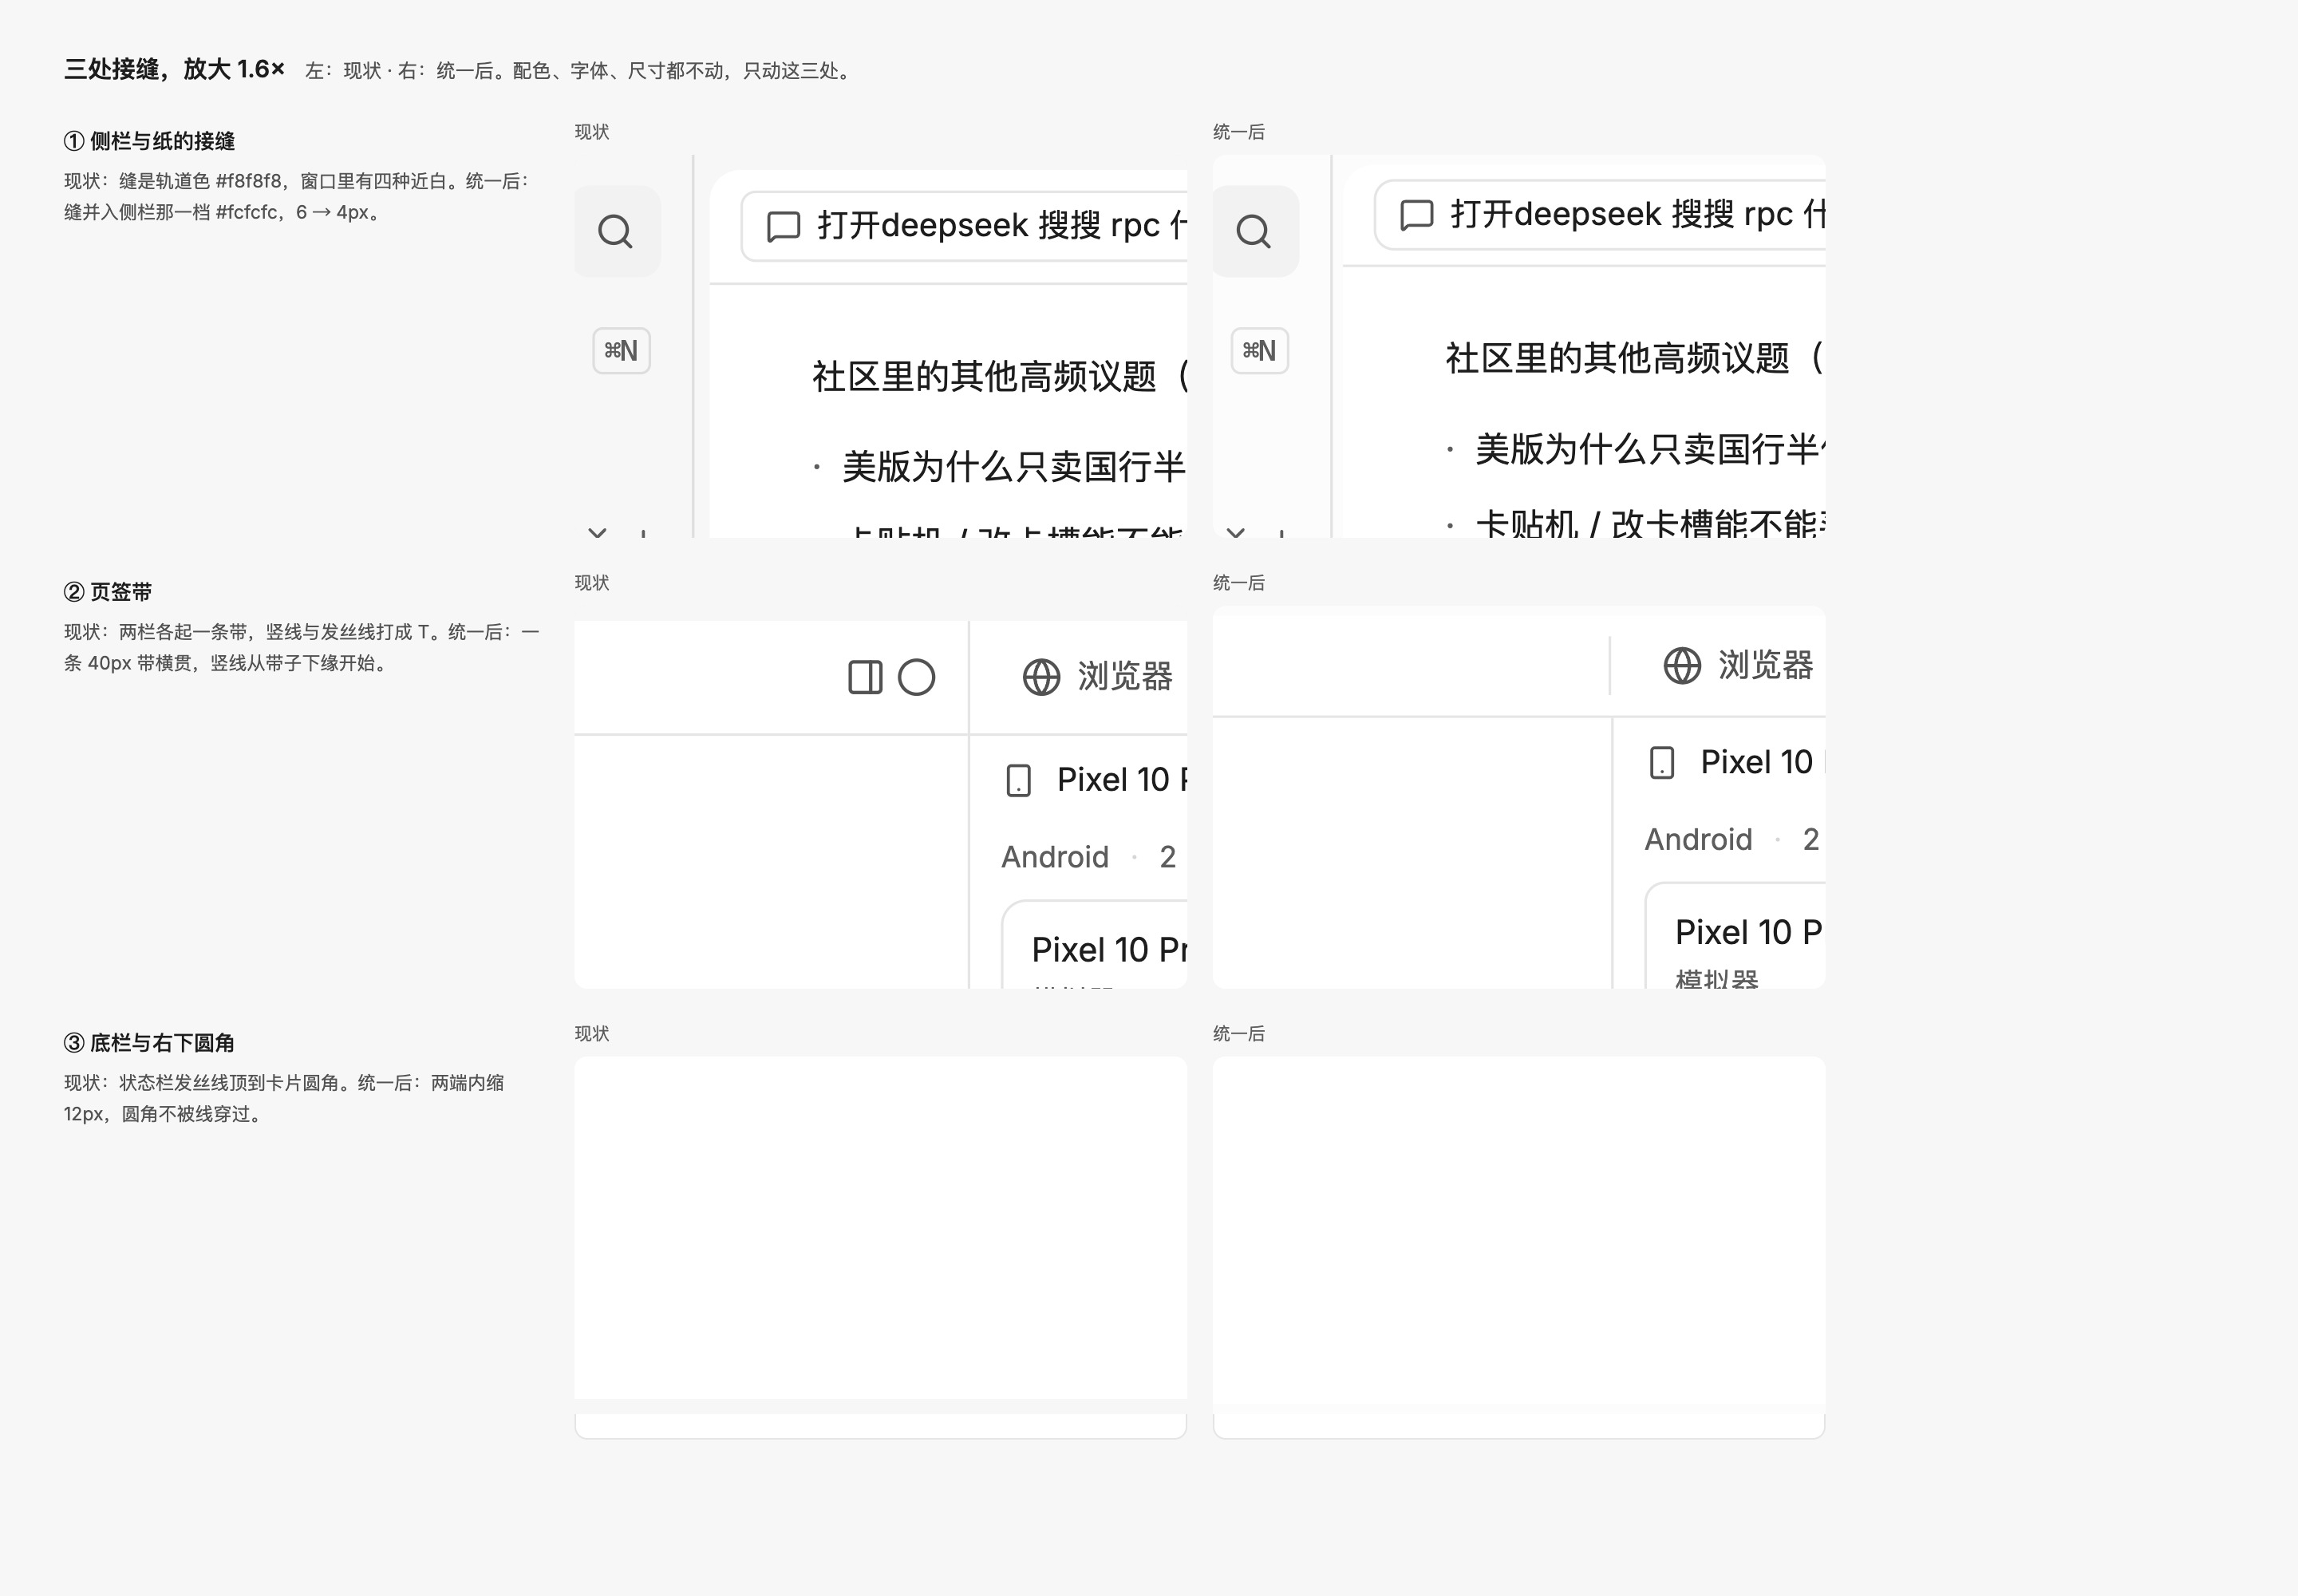 三处接缝，放大 1.6× 左：现状 · 右：统一后。配色、字体、尺寸都不动，只动这三处。
① 侧栏与纸的接缝
现状：缝是轨道色 #f8f8f8，窗口里有四种近白。统一后：
缝并入侧栏那一档 #fcfcfc，6 → 4px。
现状
打开deepseek 搜搜 rpc 什
⌘N
社区里的其他高频议题（
· 美版为什么只卖国行半
卡贴机 / 改卡槽能不能
统一后
打开deepseek 搜搜 rpc 什
⌘N
社区里的其他高频议题（
· 美版为什么只卖国行半
· 卡贴机 / 改卡槽能不能
② 页签带
现状：两栏各起一条带，竖线与发丝线打成 T。统一后：一
条 40px 带横贯，竖线从带子下缘开始。
现状
浏览器
Pixel 10 P
Android · 2
Pixel 10 Pr
统一后
浏览器
Pixel 10
Android · 2
Pixel 10 P
模拟器
③ 底栏与右下圆角
现状：状态栏发丝线顶到卡片圆角。统一后：两端内缩
12px，圆角不被线穿过。
现状
统一后